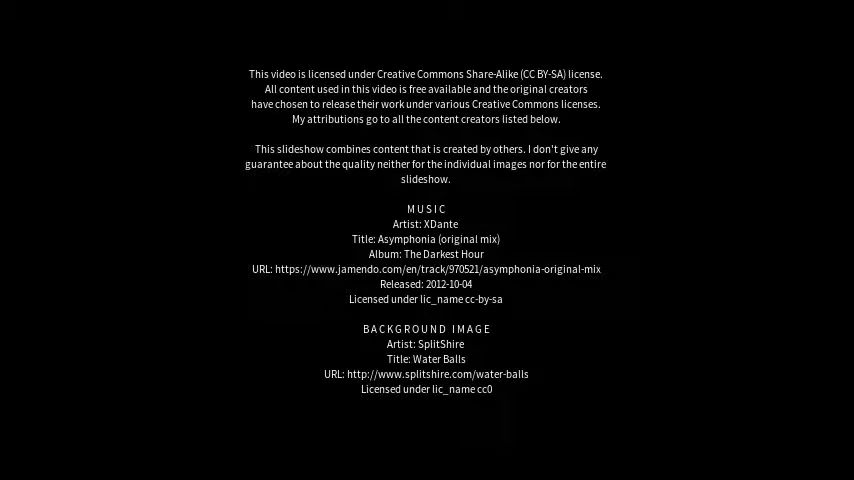 This video is licensed under Creative Commons Share-Alike (CC BY-SA) license.
All content used in this video is free available and the original creators
have chosen to release their work under various Creative Commons licenses.
My attributions go to all the content creators listed below.
This slideshow combines content that is created by others. I don't give any
guarantee about the quality neither for the individual images nor for the entire
slideshow.
MUSIC
Artist: XDante
Title: Asymphonia (original mix)
Album: The Darkest Hour
URL: https://www.jamendo.com/en/track/970521/asymphonia-original-mix
Released: 2012-10-04
Licensed under lic_name cc-by-sa
BACKGROUND IMAGE
Artist: SplitShire
Title: Water Balls
URL: http://www.splitshire.com/water-balls
Licensed under lic_name cc0